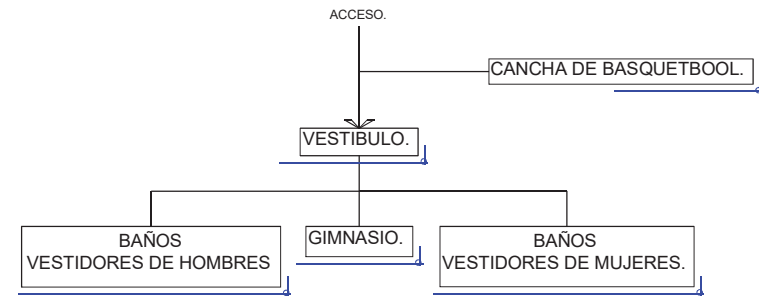 ACCESO.
CANCHA DE BASQUETBOOL.
VESTIBULO.
BAÑOS
VESTIDORES DE HOMBRES
GIMNASIO.
BAÑOS
VESTIDORES DE MUJERES.